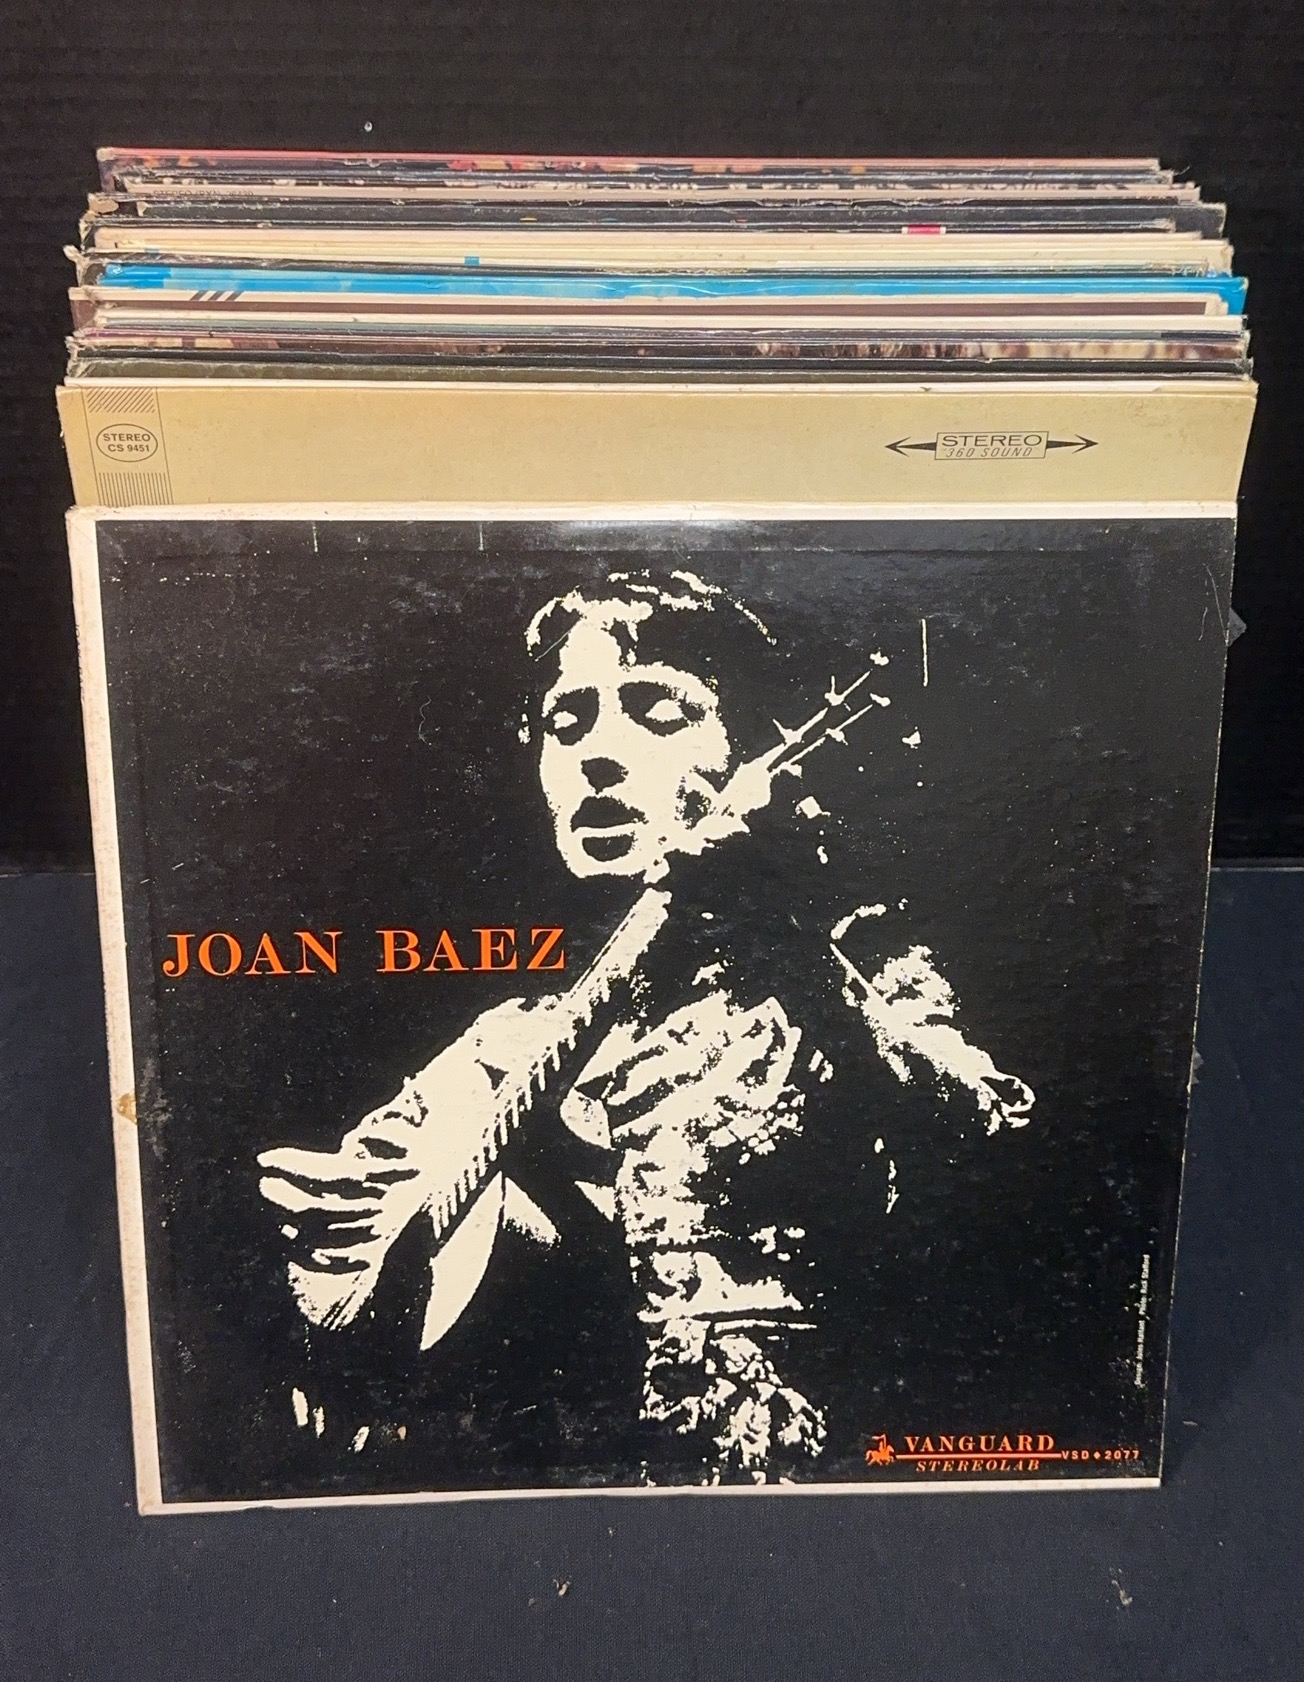 STEREO
CS 9451
STEREO
"360 SOUND"
JOAN BAEZ
VANGUARD
STEREOLAB
VSD 2077